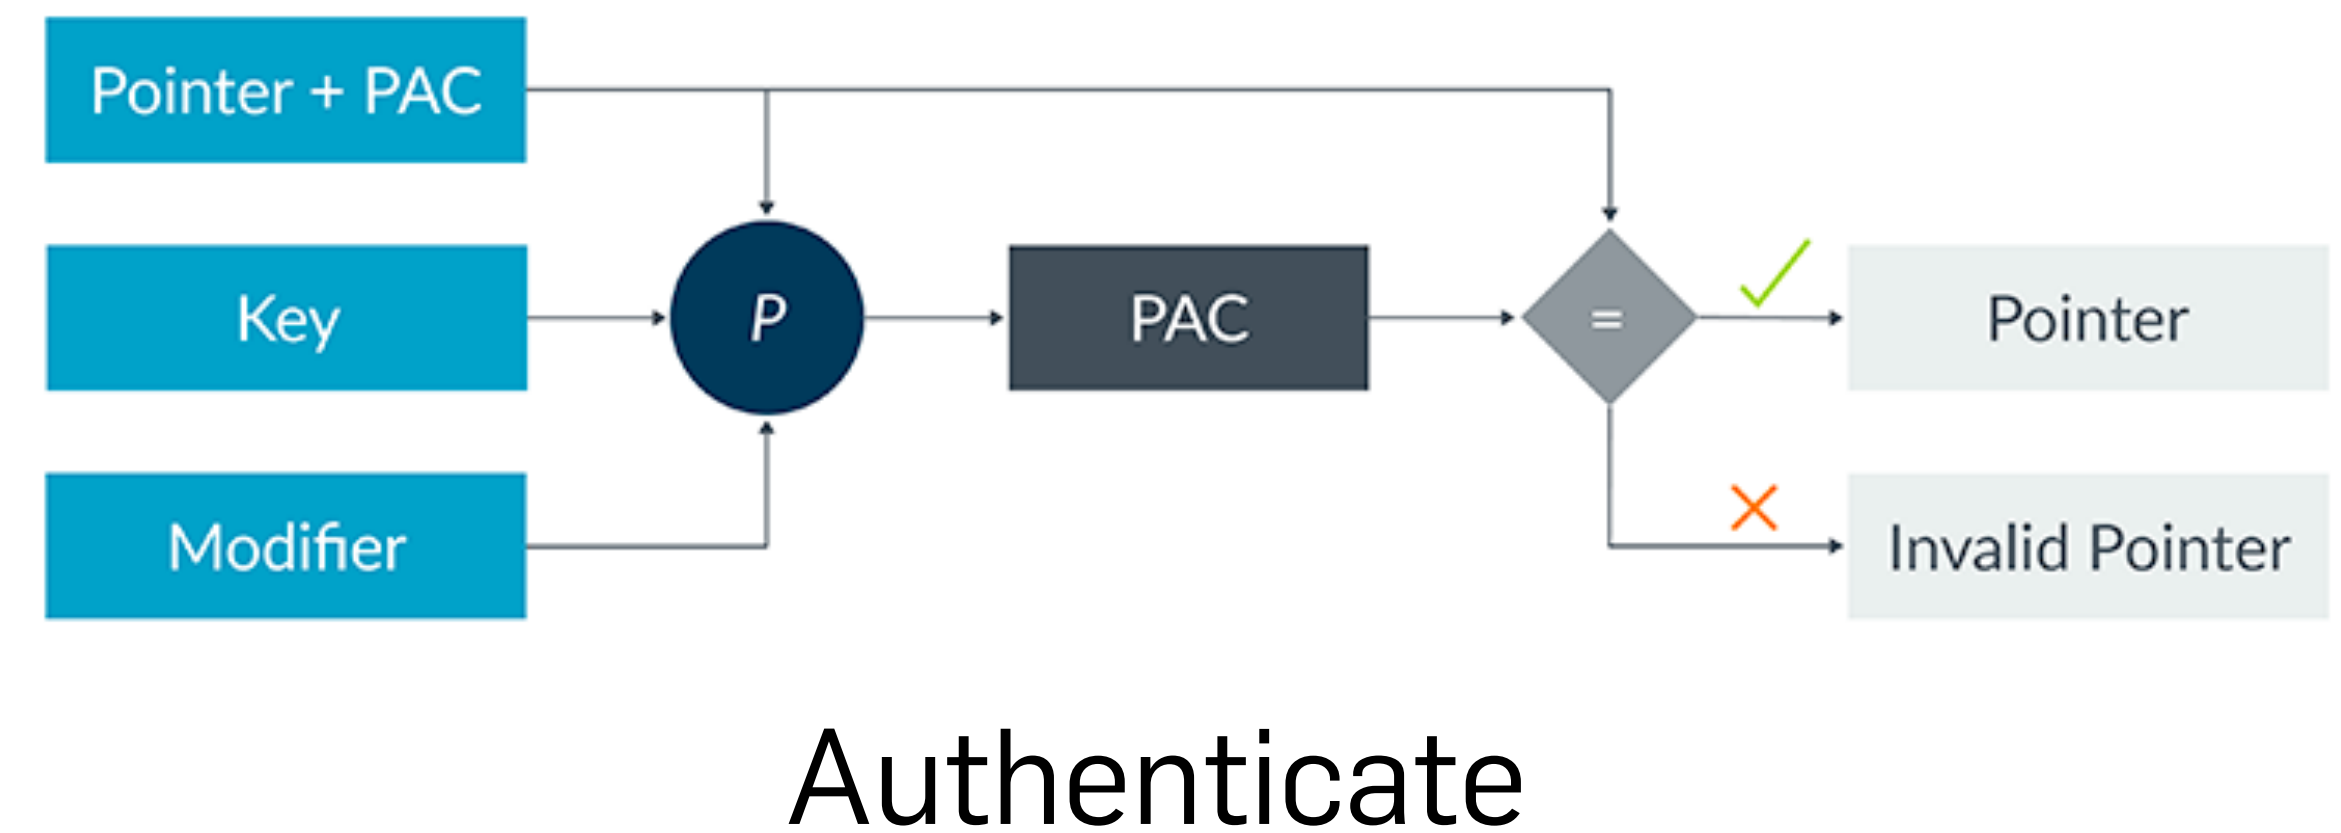 Pointer + PAC
Key
P
PAC
=
Pointer
Modifier
Invalid Pointer
Authenticate